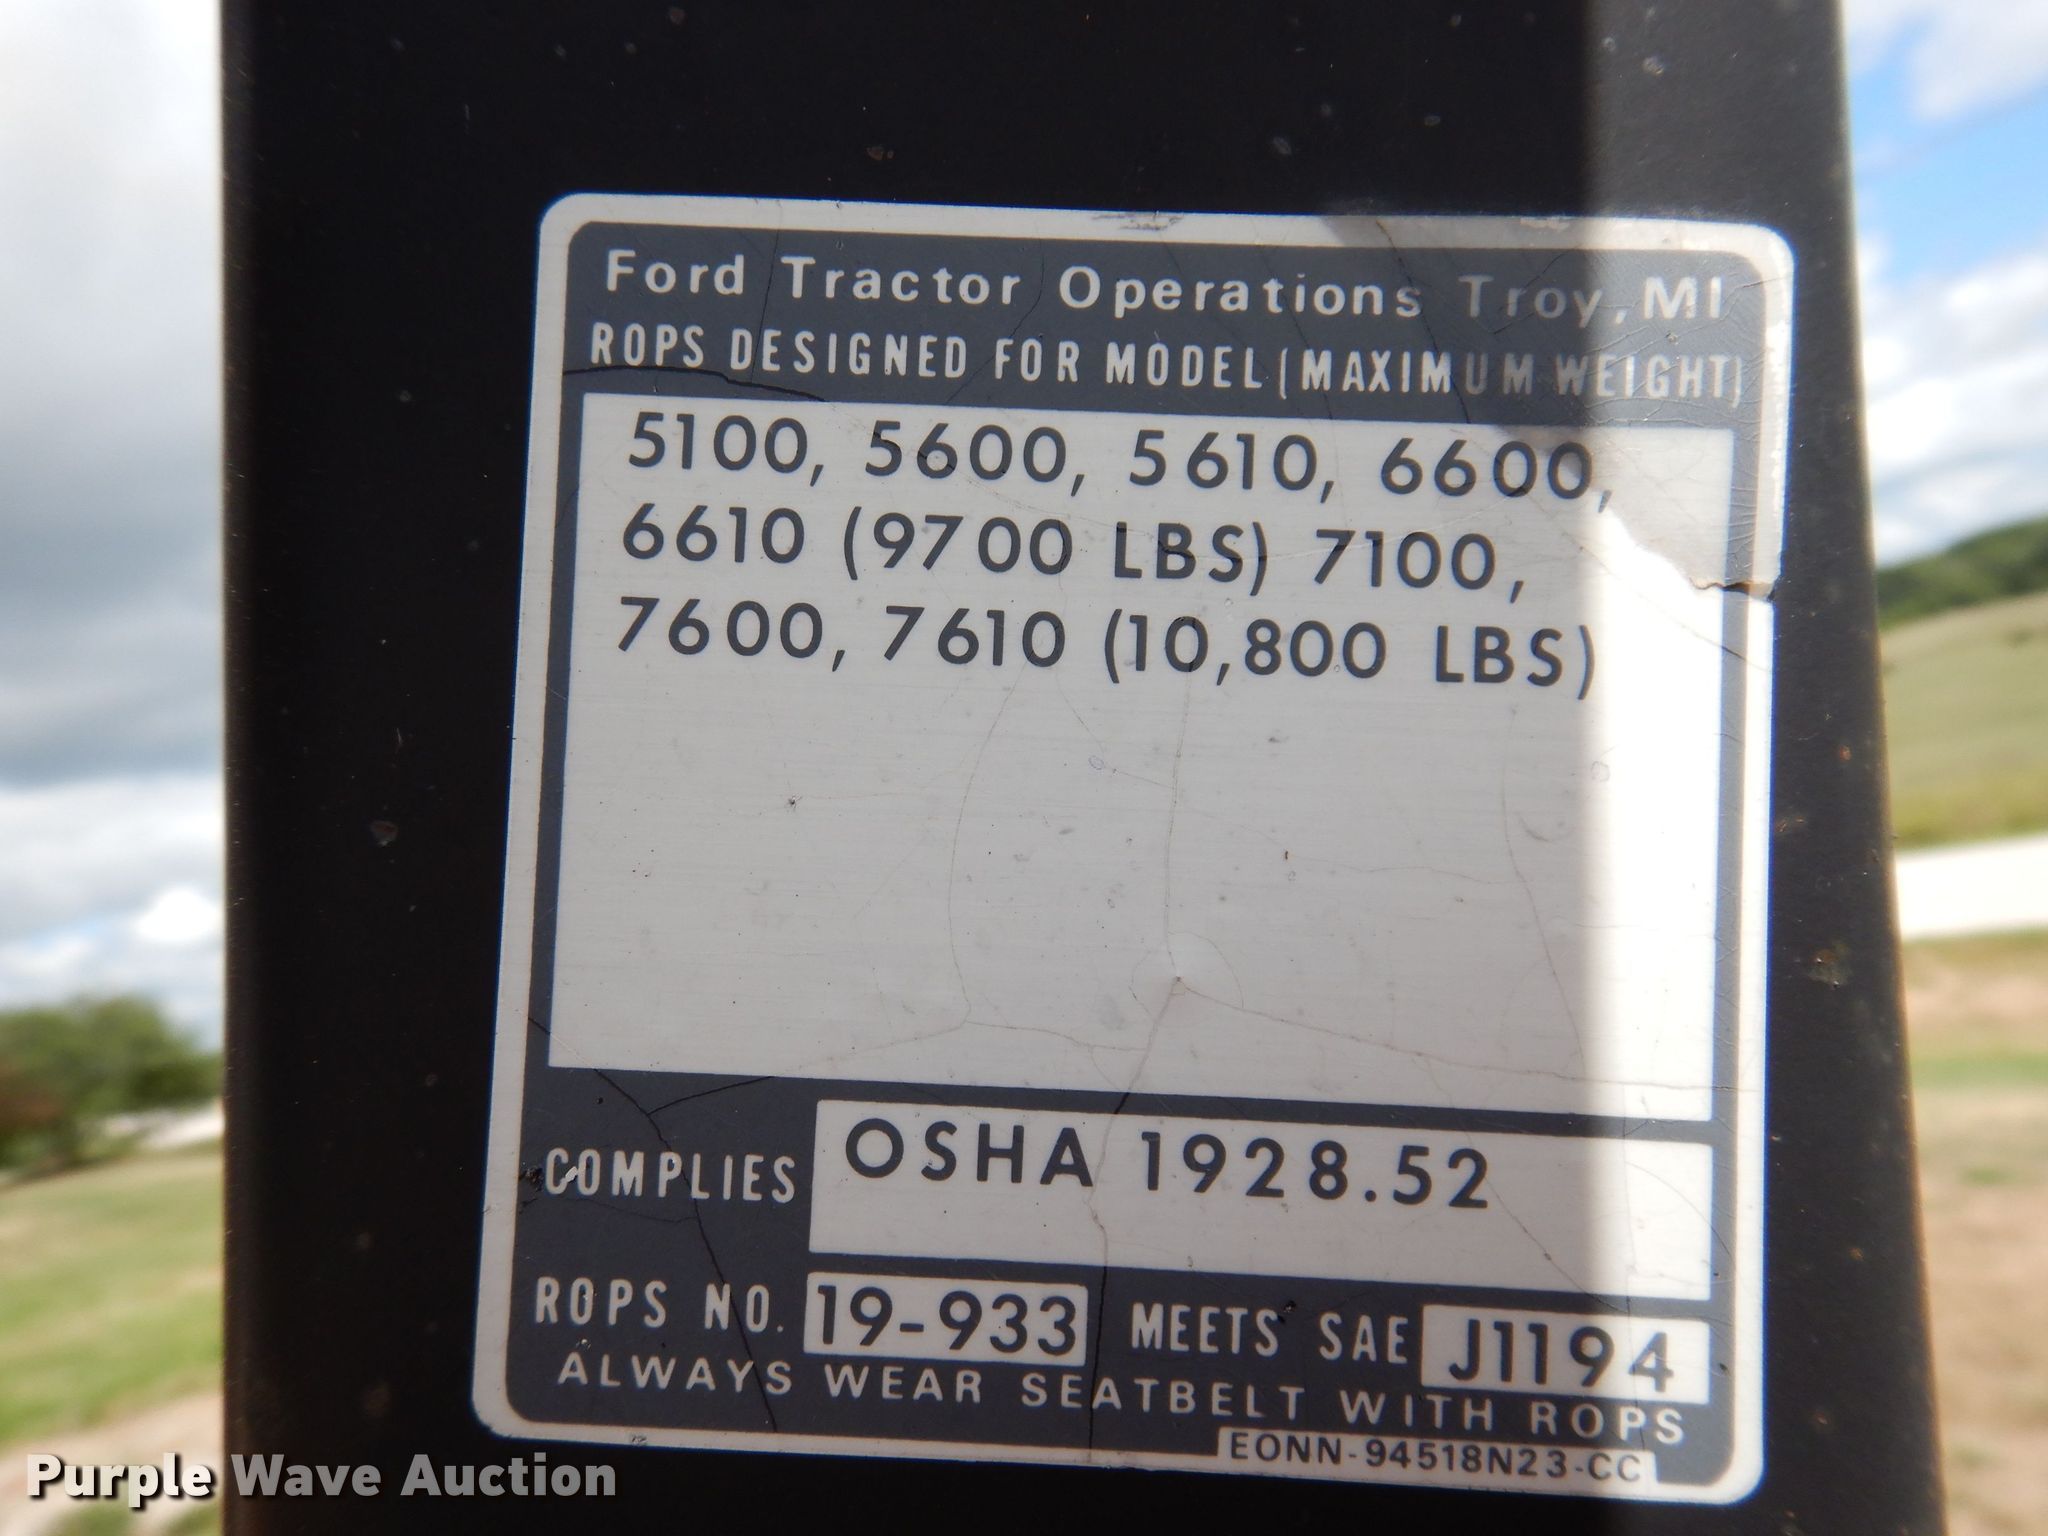 Ford Tractor Operations Troy, MI
ROPS DESIGNED FOR MODEL (MAXIMUM WEIGHT)
5100, 5600, 5610, 6600,
6610 (9700 LBS) 7100,
7600, 7610 (10,800 LBS)
COMPLIES OSHA 1928.52
ROPS NO. 19-933 MEETS SAE J1194
ALWAYS WEAR SEATBELT WITH ROPS
EONN-94518N23-CC
Purple Wave Auction